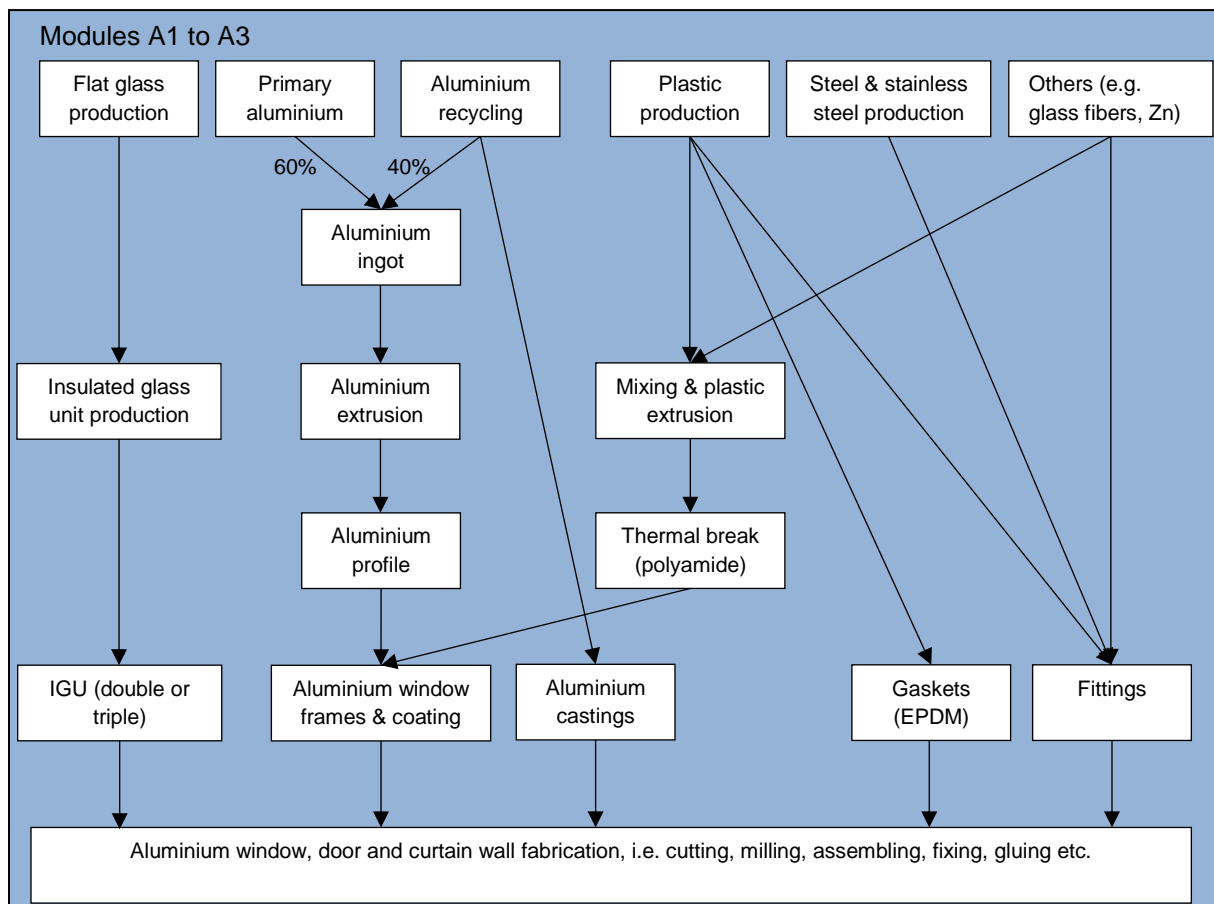 Modules A1 to A3
Flat glass
production
Primary
aluminium
Aluminium
recycling
Plastic
production
Steel & stainless
steel production
Others (e.g.
glass fibers, Zn)
60%
40%
Aluminium
ingot
Insulated glass
unit production
Aluminium
extrusion
Mixing & plastic
extrusion
Aluminium
profile
Thermal break
(polyamide)
IGU (double or
triple)
Aluminium window
frames & coating
Aluminium
castings
Gaskets
(EPDM)
Fittings
Aluminium window, door and curtain wall fabrication, i.e. cutting, milling, assembling, fixing, gluing etc.